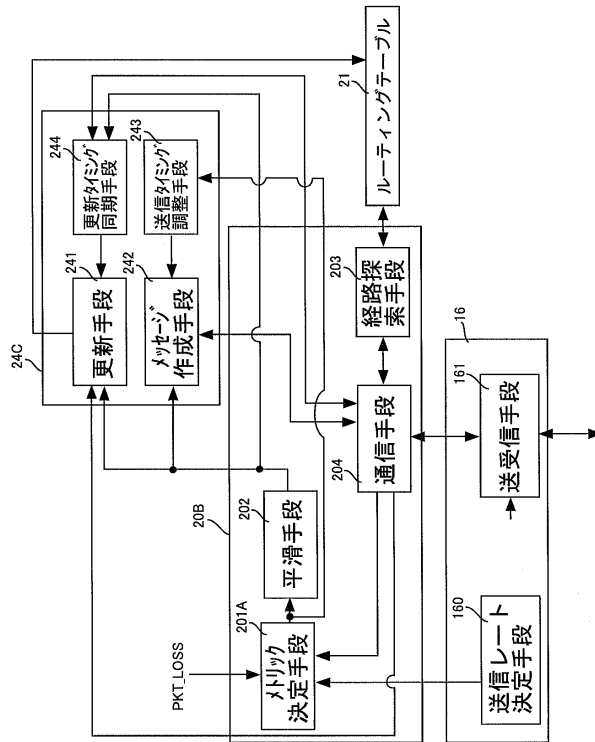 24C
241
更新手段
244
更新タイミング
同期手段
242
メッセージ
作成手段
243
送信タイミング
調整手段
21
ルーティングテーブル
20B
PKT_LOSS
201A
メトリック
決定手段
202
平滑手段
204
通信手段
203
経路探
索手段
16
160
送信レート
決定手段
161
送受信手段